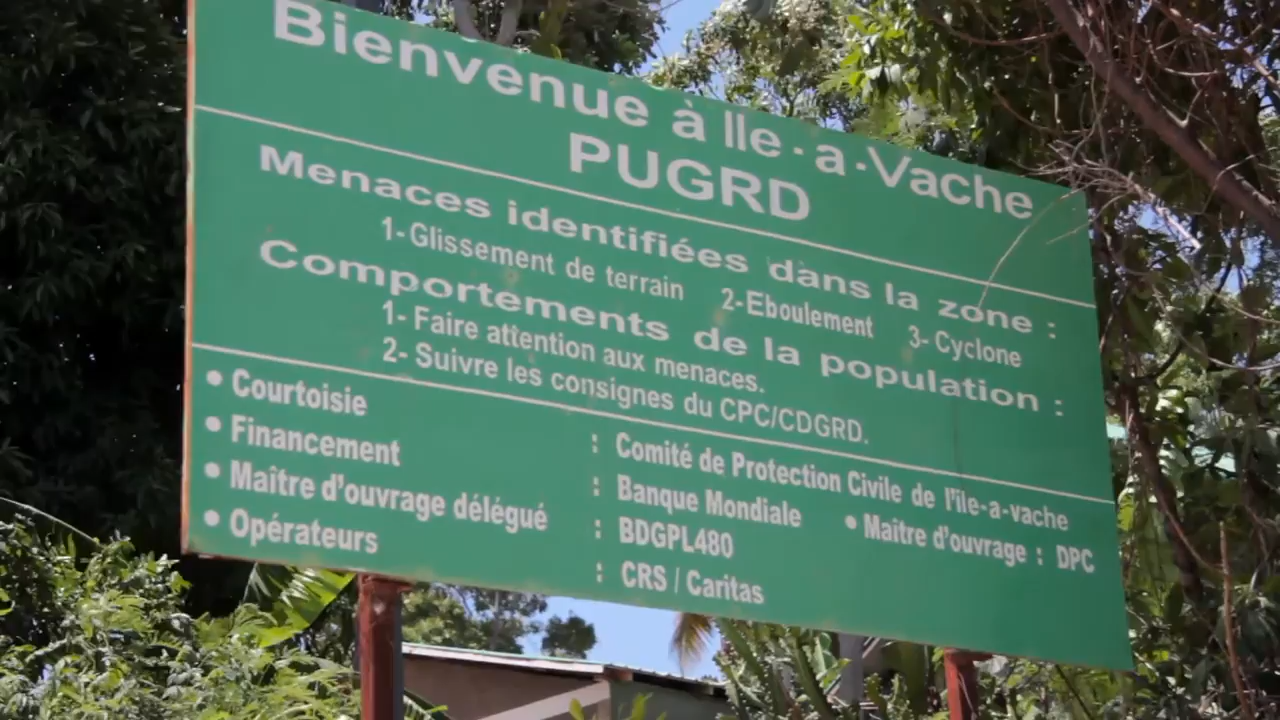 Bienvenue à Ile-a-Vache
PUGRD
Menaces identifiées dans la zone :
1-Glissement de terrain 2-Eboulement 3-Cyclone
Comportements de la population :
1- Faire attention aux menaces.
2- Suivre les consignes du CPC/CDGRD.
• Courtoisie : Comité de Protection Civile de l'île-a-vache
• Financement : Banque Mondiale • Maître d'ouvrage : DPC
• Maître d'ouvrage délégué : BDGPL480
• Opérateurs : CRS / Caritas